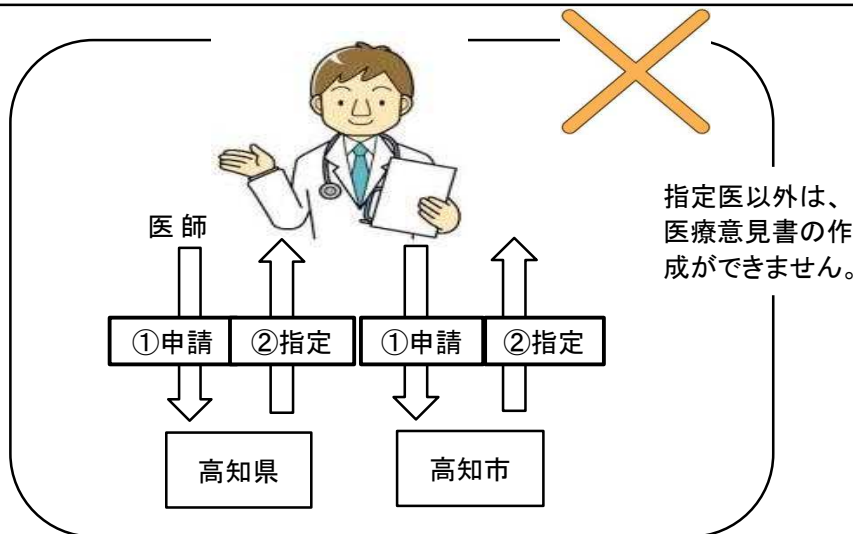 指定医以外は、
医療意見書の作
成ができません。
医師
①申請 ②指定 ①申請 ②指定
高知県 高知市